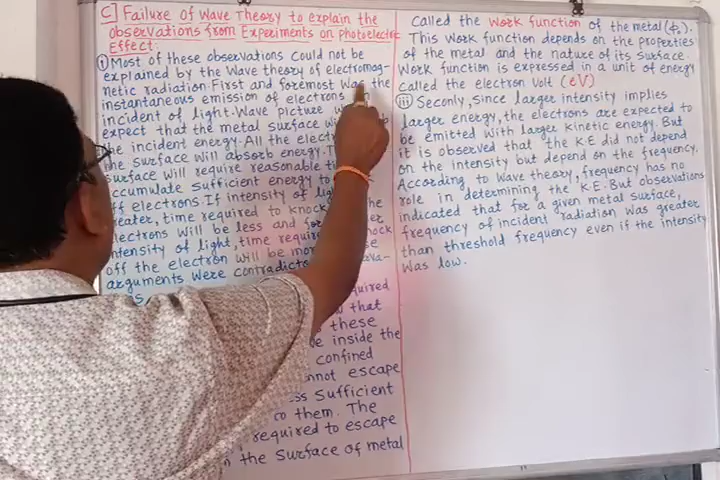 C] Failure of Wave Theory to explain the
observations from Experiments on photoelectric
Effect:
(i) Most of these observations could not be
explained by the wave theory of electromag-
netic radiation. First and foremost was the
instantaneous emission of electrons
incident of light. Wave picture
expect that the metal surface
the incident energy. All the
the surface will absorb energy.
surface will require reasonable
accumulate sufficient energy to
off electrons. If intensity of
greater, time required to knock the
electrons will be less and for
intensity of light, time
off the electron will be
arguments were
required
that
these
inside the
confined
escape
sufficient
to them. The
required to escape
the surface of metal
called the work function of the metal (ϕ₀).
This work function depends on the properties
of the metal and the nature of its surface.
Work function is expressed in a unit of energy
called the electron volt (eV)
(ii) Seconly, since larger intensity implies
larger energy, the electrons are expected to
be emitted with larger kinetic energy. But
it is observed that the K.E did not depend
on the intensity but depend on the frequency.
According to wave theory, frequency has no
role in determining the K.E. But observations
indicated that for a given metal surface,
frequency of incident radiation was greater
than threshold frequency even if the intensity
was low.